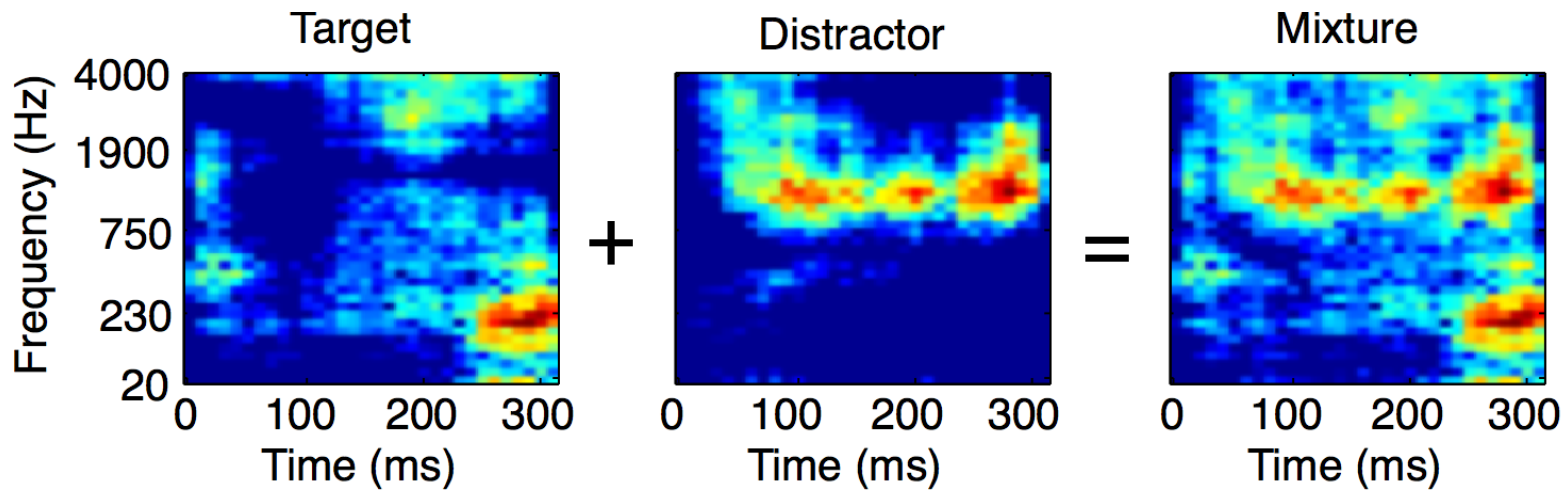 Target
Distractor
Mixture
+
=
Frequency (Hz)
4000
1900
750
230
20
0 100 200 300
0 100 200 300
0 100 200 300
Time (ms)
Time (ms)
Time (ms)